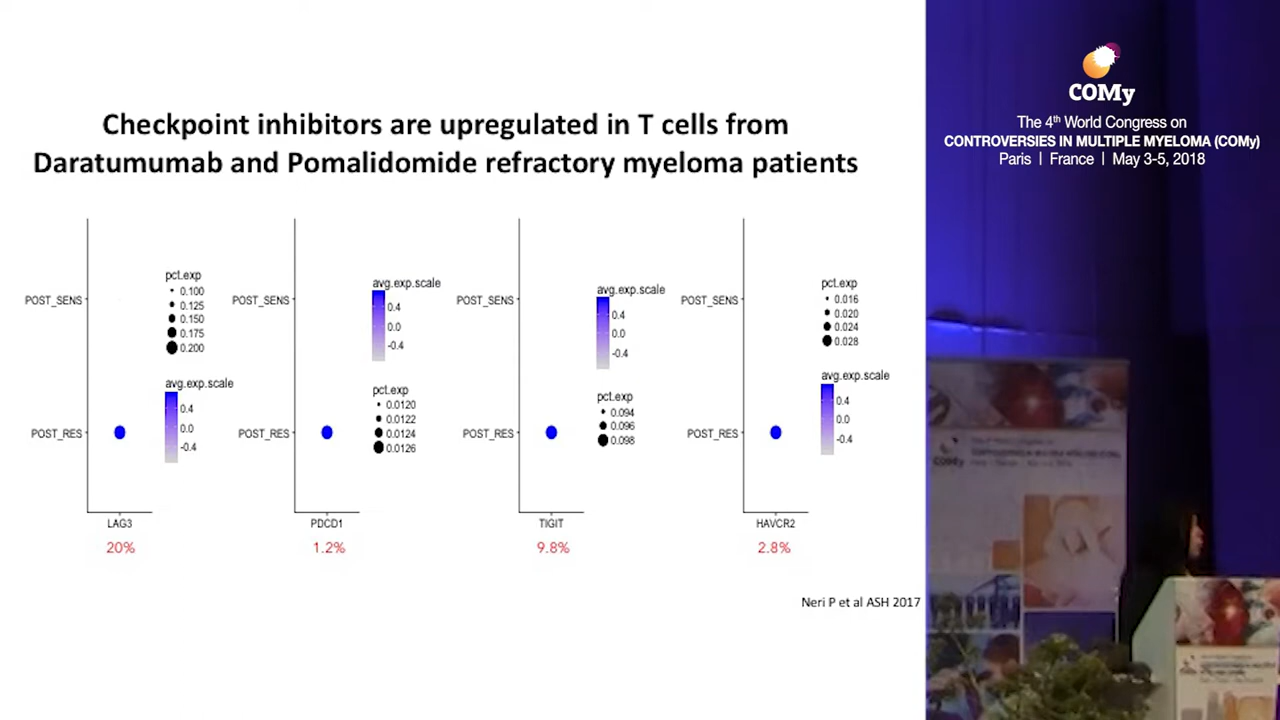 Checkpoint inhibitors are upregulated in T cells from
Daratumumab and Pomalidomide refractory myeloma patients
POST_SENS
POST_RES
pct.exp
0.100
0.125
0.150
0.175
0.200
avg.exp.scale
0.4
0.0
-0.4
LAG3
20%
POST_SENS
POST_RES
avg.exp.scale
0.4
0.0
-0.4
pct.exp
0.0120
0.0122
0.0124
0.0126
PDCD1
1.2%
POST_SENS
POST_RES
avg.exp.scale
0.4
0.0
-0.4
pct.exp
0.094
0.096
0.098
TIGIT
9.8%
POST_SENS
POST_RES
pct.exp
0.016
0.020
0.024
0.028
avg.exp.scale
0.4
0.0
-0.4
HAVCR2
2.8%
Neri P et al ASH 2017
COMy
The 4th World Congress on
CONTROVERSIES IN MULTIPLE MYELOMA (COMy)
Paris | France | May 3-5, 2018
COMy